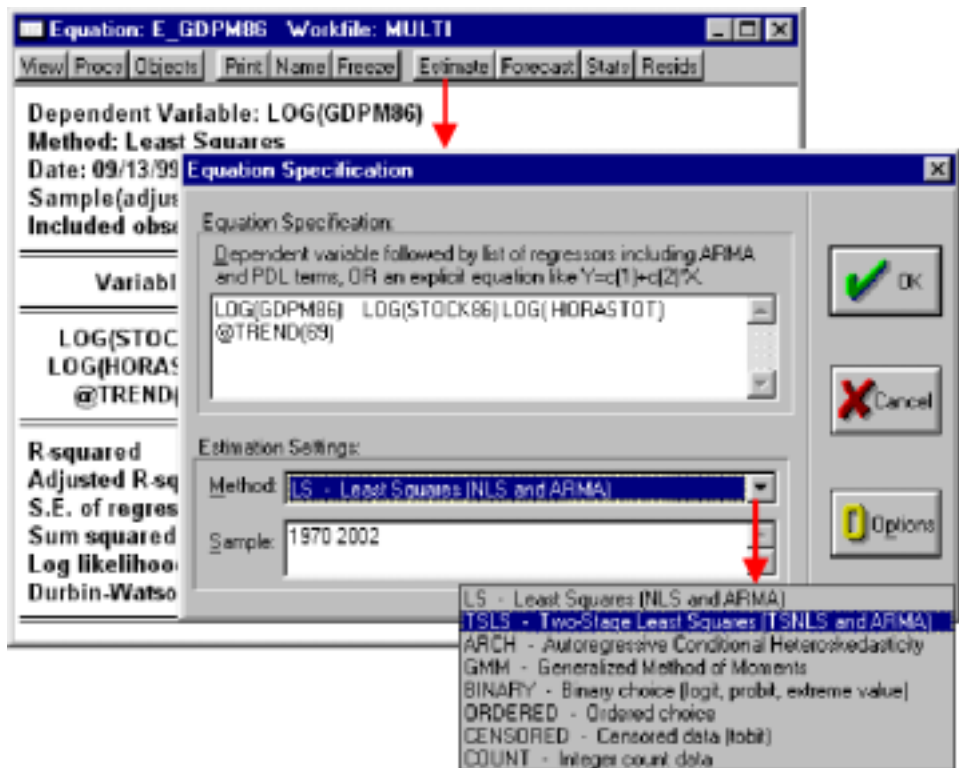 Equation: E_GDPM86 Workfile: MULTI
View Procs Objects Print Name Freeze Estimate Forecast Stats Resids
Dependent Variable: LOG(GDPM86)
Method: Least Squares
Date: 09/13/99
Sample(adjus
Included obse
Variabl
LOG(STOC
LOG(HORAS
@TREND(
R-squared
Adjusted R-sq
S.E. of regres
Sum squared
Log likelihoo
Durbin-Watso
Equation Specification
Equation Specification:
Dependent variable followed by list of regressors including ARMA
and PDL terms, OR an explicit equation like Y=c(1)+c(2)*X.
LOG(GDPM86) LOG(STOCK86) LOG( HORASTOT)
@TREND(69)
OK
Cancel
Options
Estimation Settings:
Method: LS - Least Squares (NLS and ARMA)
Sample: 1970 2002
LS - Least Squares (NLS and ARMA)
TSLS - Two-Stage Least Squares (TSNLS and ARMA)
ARCH - Autoregressive Conditional Heteroskedasticity
GMM - Generalized Method of Moments
BINARY - Binary choice (logit, probit, extreme value)
ORDERED - Ordered choice
CENSORED - Censored data (tobit)
COUNT - Integer count data